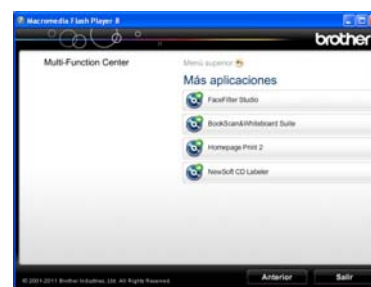 Macromedia Flash Player 8
brother
Multi-Function Center
Menú superior
Más aplicaciones
FaceFilter Studio
BookScan&Whiteboard Suite
Homepage Print 2
NewSoft CD Labeler
© 2001-2011 Brother Industries, Ltd. All Rights Reserved.
Anterior
Salir